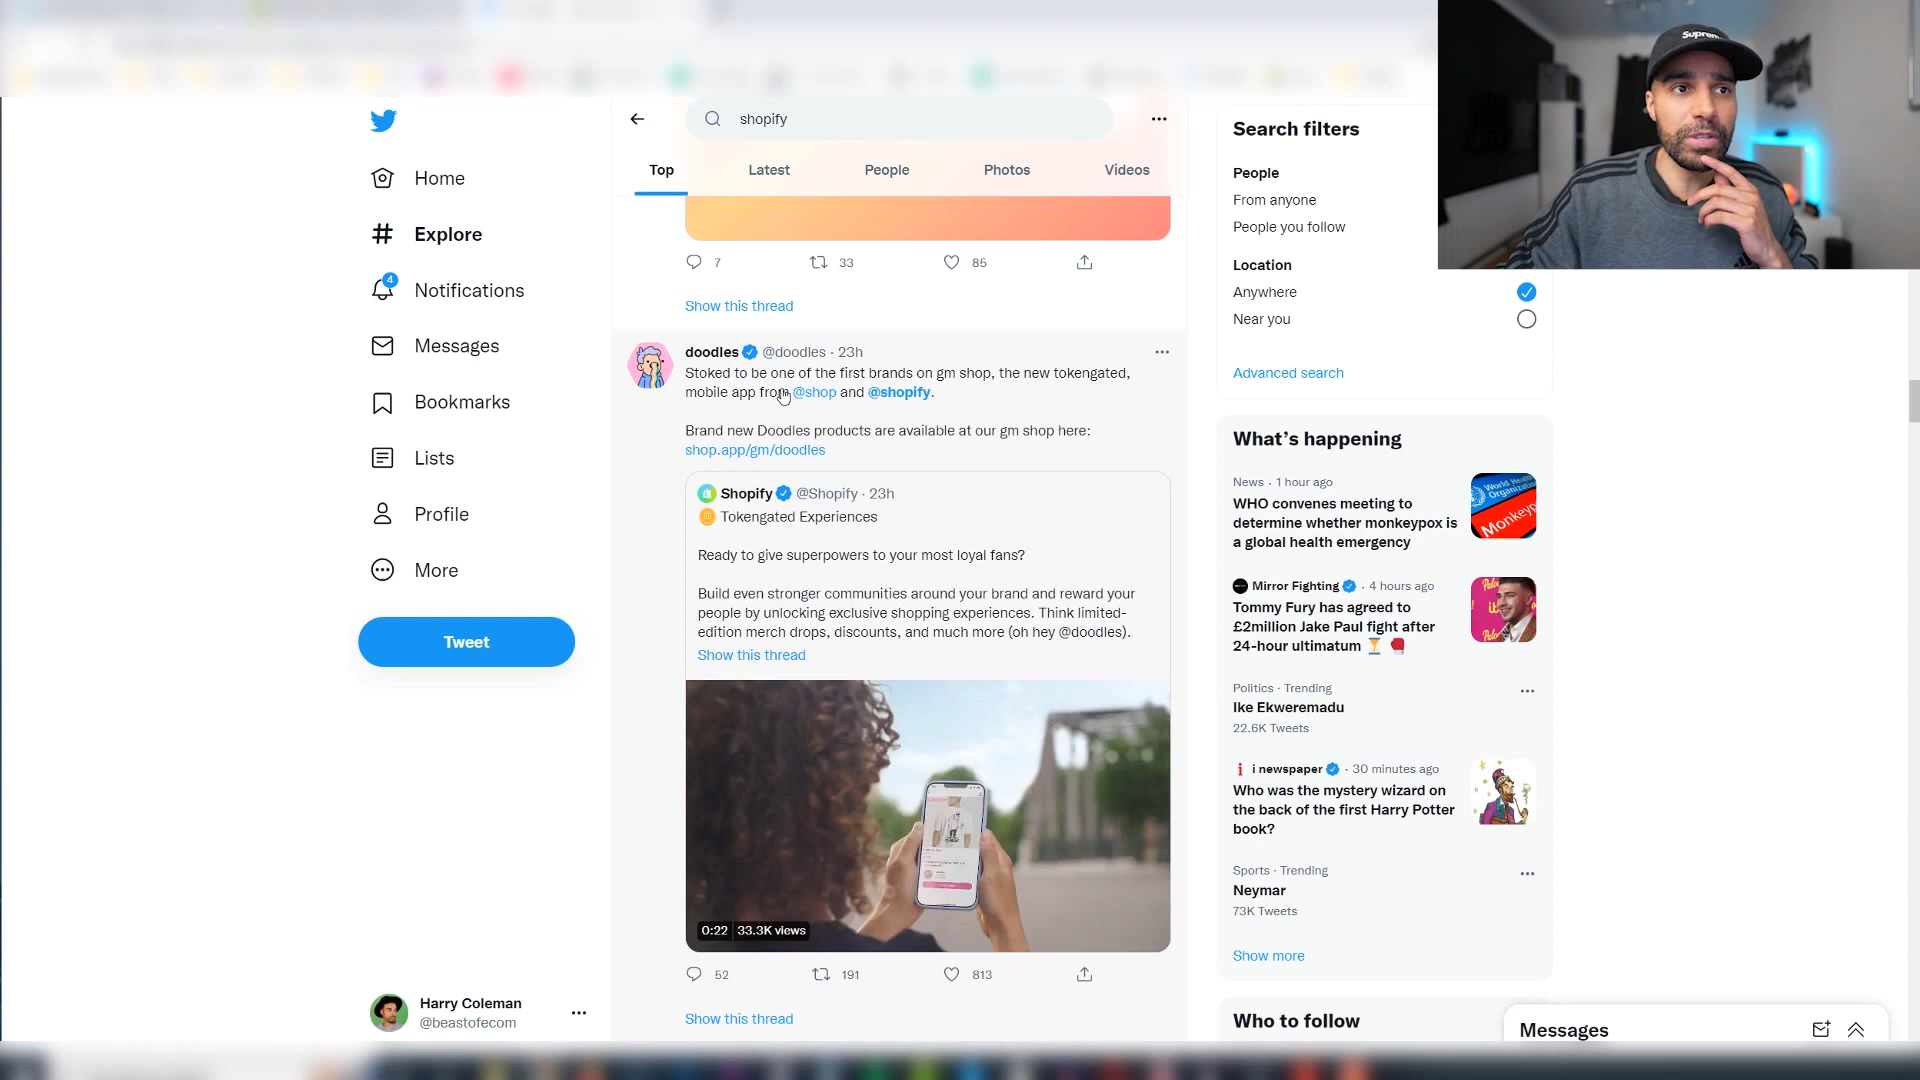 Supreme
shopify
Top
Latest
People
Photos
Videos
Home
Explore
4
Notifications
Messages
Bookmarks
Lists
Profile
More
Tweet
Harry Coleman
@beastofecom
7
33
85
Show this thread
doodles @doodles · 23h
Stoked to be one of the first brands on gm shop, the new tokengated,
mobile app from @shop and @shopify.
Brand new Doodles products are available at our gm shop here:
shop.app/gm/doodles
Shopify @Shopify · 23h
Tokengated Experiences
Ready to give superpowers to your most loyal fans?
Build even stronger communities around your brand and reward your
people by unlocking exclusive shopping experiences. Think limited-
edition merch drops, discounts, and much more (oh hey @doodles).
Show this thread
0:22 33.3K views
52
191
813
Show this thread
Search filters
People
From anyone
People you follow
Location
Anywhere
Near you
Advanced search
What's happening
News · 1 hour ago
WHO convenes meeting to
determine whether monkeypox is
a global health emergency
Mirror Fighting · 4 hours ago
Tommy Fury has agreed to
£2million Jake Paul fight after
24-hour ultimatum
Politics · Trending
Ike Ekweremadu
22.6K Tweets
i newspaper · 30 minutes ago
Who was the mystery wizard on
the back of the first Harry Potter
book?
Sports · Trending
Neymar
73K Tweets
Show more
Who to follow
Messages